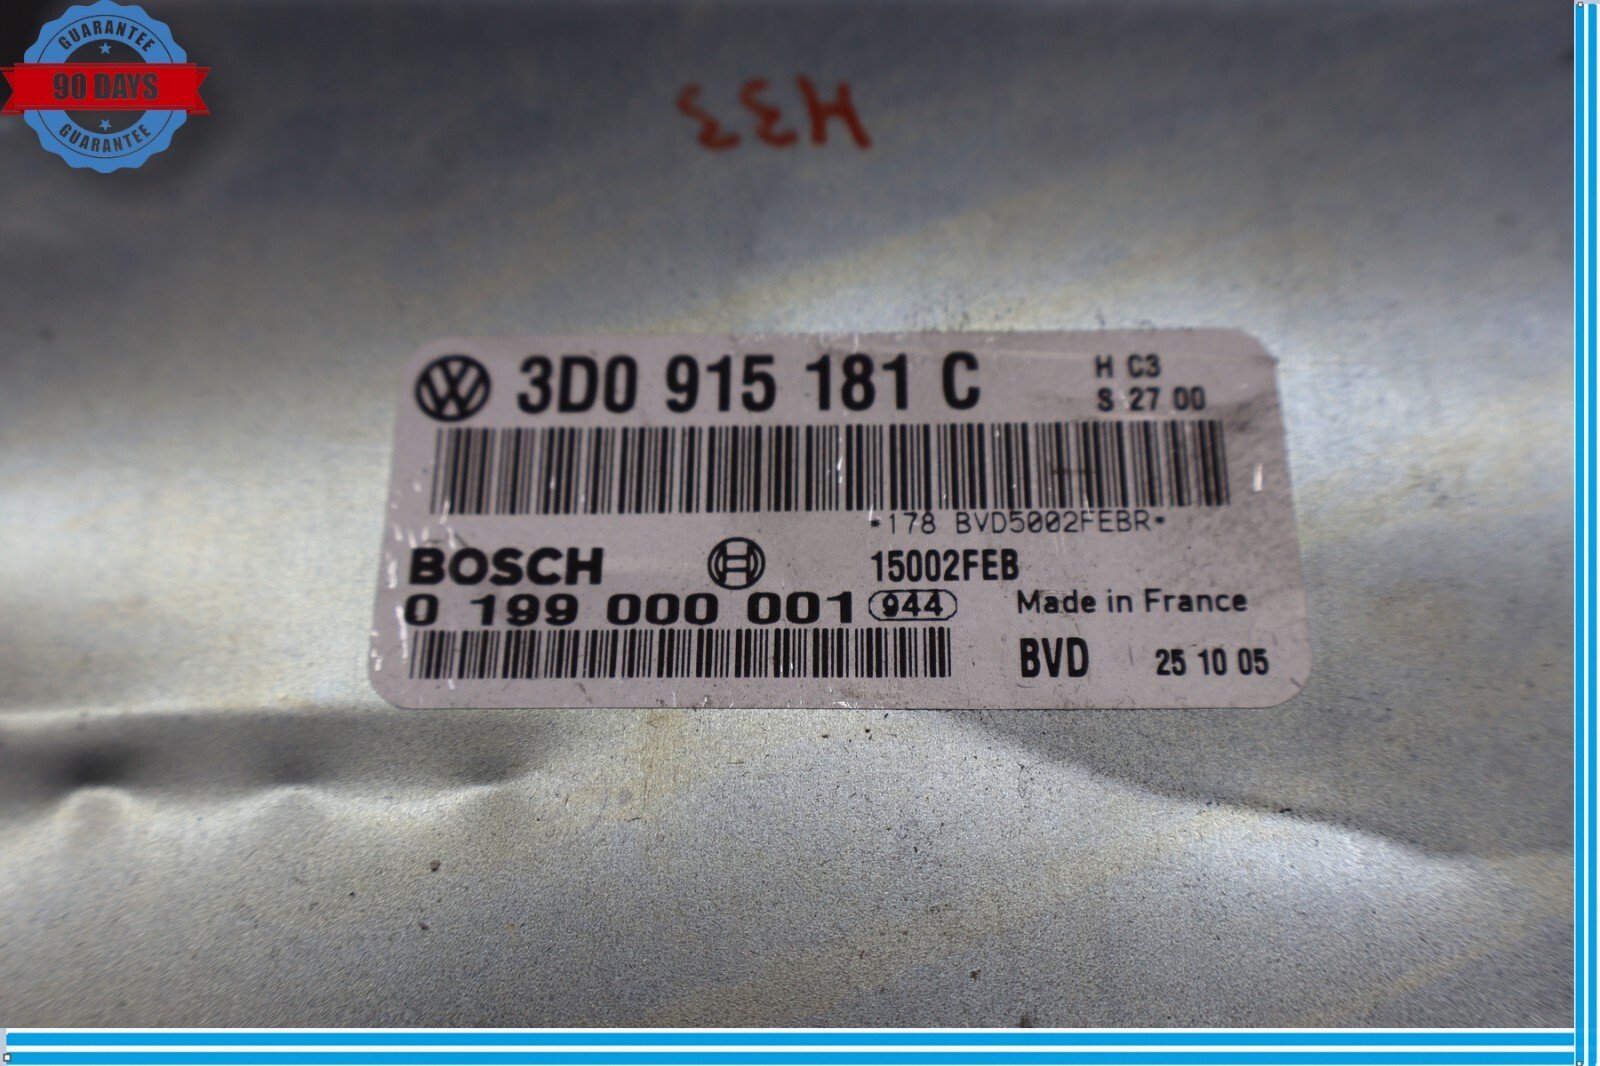 GUARANTEE
90 DAYS
GUARANTEE
H33
3D0 915 181 C
H C3
S 27 00
*178 BVD5002FEBR*
BOSCH
15002FEB
0 199 000 001 944
Made in France
BVD 25 10 05